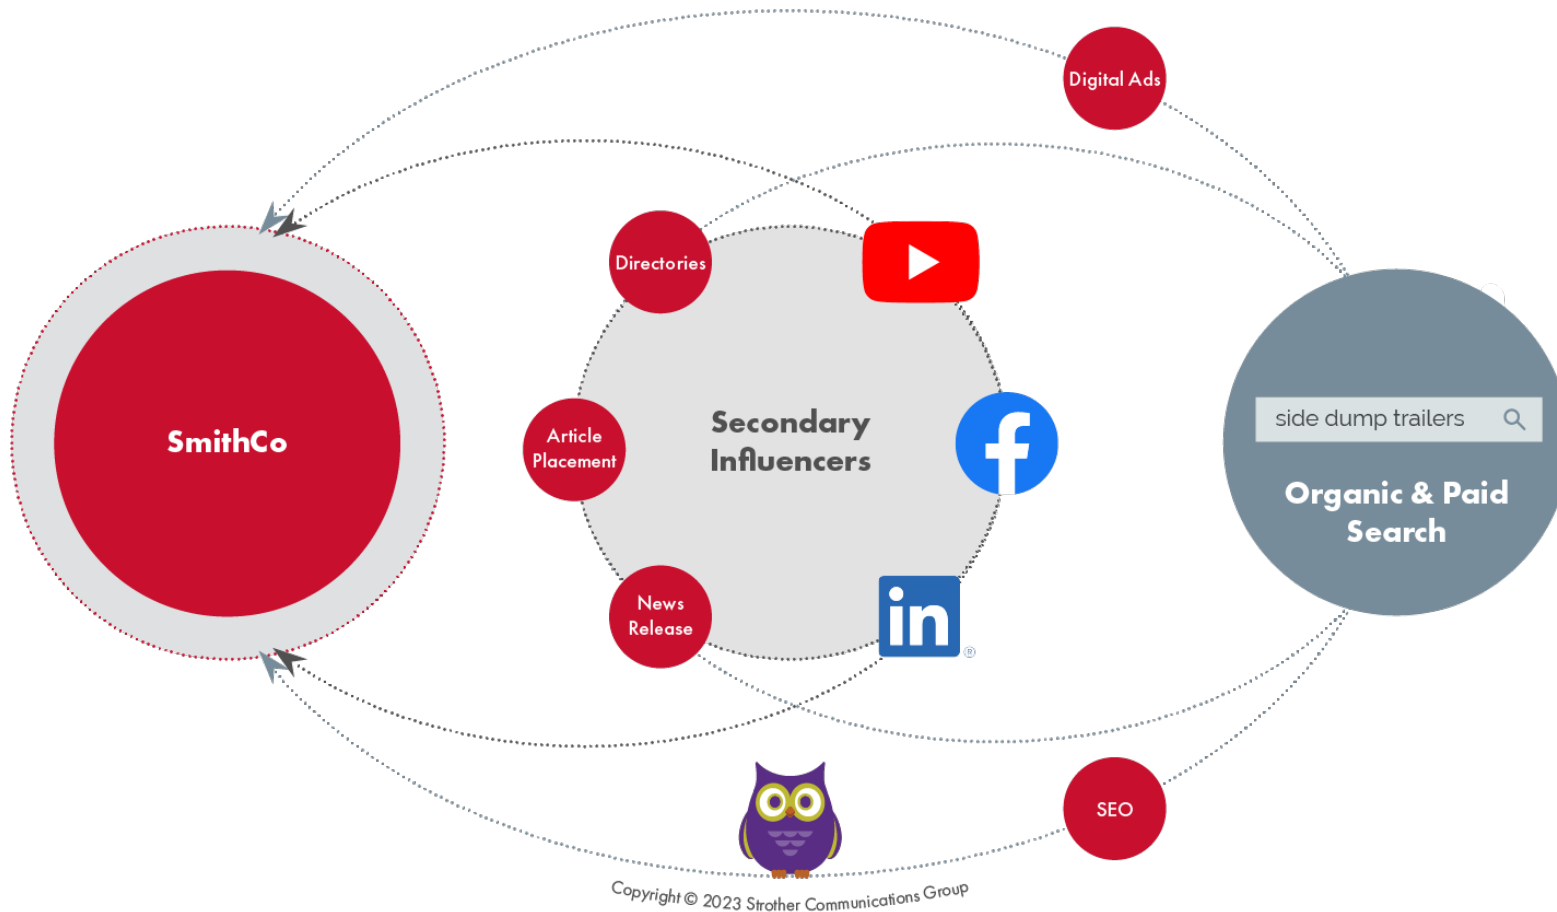 Digital Ads
Directories
Article
Placement
News
Release
Secondary
Influencers
SmithCo
side dump trailers
Organic & Paid
Search
in
®
SEO
Copyright © 2023 Strother Communications Group